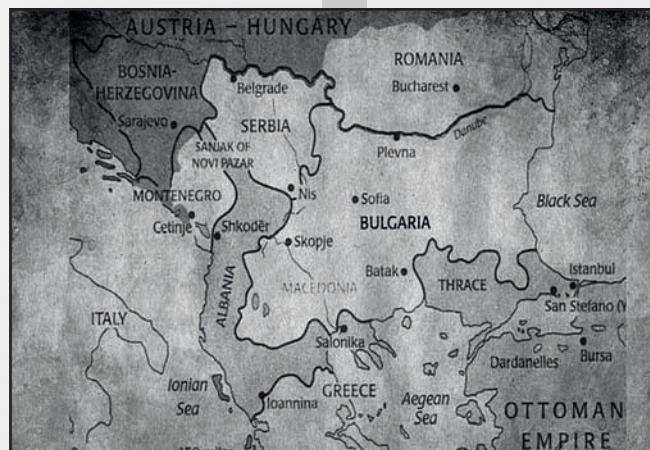 AUSTRIA – HUNGARY
BOSNIA-
HERZEGOVINA
ROMANIA
Bucharest
Belgrade
Sarajevo
SERBIA
Danube
Plevna
SANJAK OF
NOVI PAZAR
MONTENEGRO
Nis
Sofia
Black Sea
Cetinje
Shkodër
BULGARIA
Skopje
Batak
THRACE
Istanbul
MACEDONIA
ALBANIA
San Stefano (Y
ITALY
Salonika
Dardanelles
Bursa
Ionian
Sea
GREECE
Ioannina
Aegean
Sea
OTTOMAN
EMPIRE